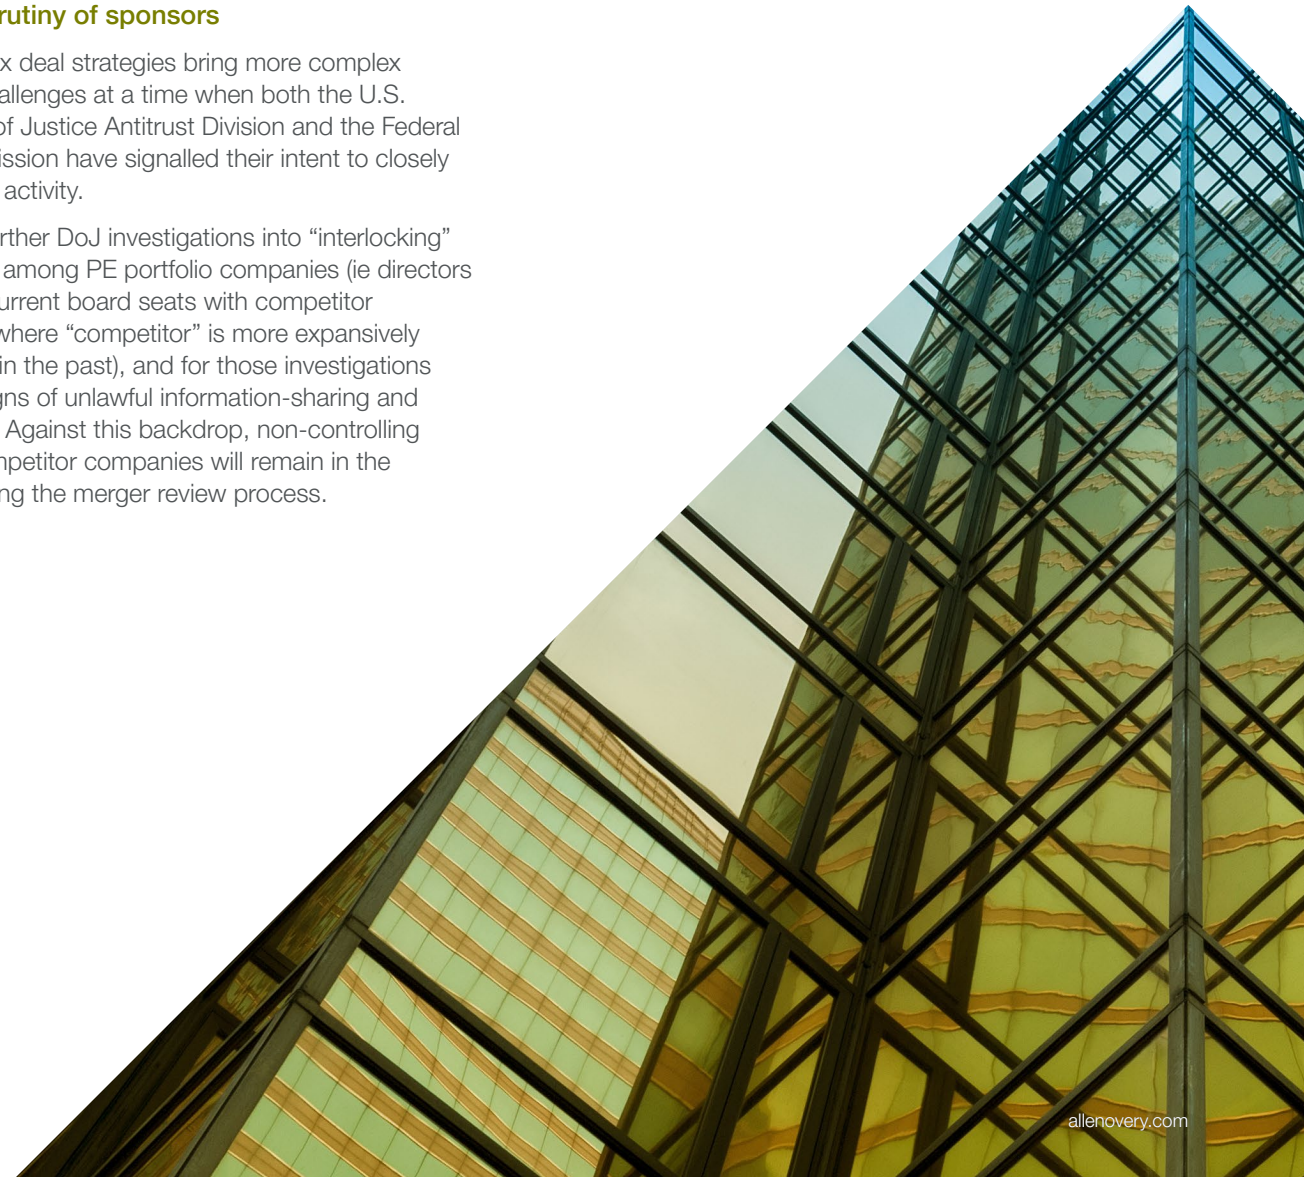 rutiny of sponsors
x deal strategies bring more complex
allenges at a time when both the U.S.
of Justice Antitrust Division and the Federal
ission have signalled their intent to closely
activity.
rther DoJ investigations into “interlocking”
among PE portfolio companies (ie directors
urrent board seats with competitor
where “competitor” is more expansively
in the past), and for those investigations
gns of unlawful information-sharing and
Against this backdrop, non-controlling
mpetitor companies will remain in the
ing the merger review process.
allenovery.com